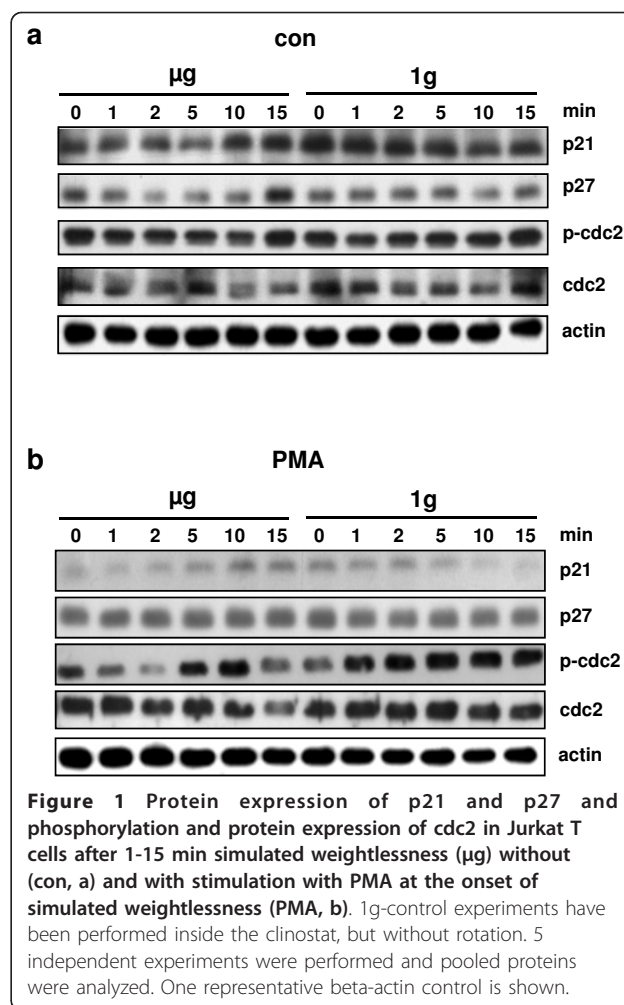 a
con
µg 1g
0 1 2 5 10 15 0 1 2 5 10 15 min
p21
p27
p-cdc2
cdc2
actin
b
PMA
µg 1g
0 1 2 5 10 15 0 1 2 5 10 15 min
p21
p27
p-cdc2
cdc2
actin
Figure 1 Protein expression of p21 and p27 and
phosphorylation and protein expression of cdc2 in Jurkat T
cells after 1-15 min simulated weightlessness (µg) without
(con, a) and with stimulation with PMA at the onset of
simulated weightlessness (PMA, b). 1g-control experiments have
been performed inside the clinostat, but without rotation. 5
independent experiments were performed and pooled proteins
were analyzed. One representative beta-actin control is shown.